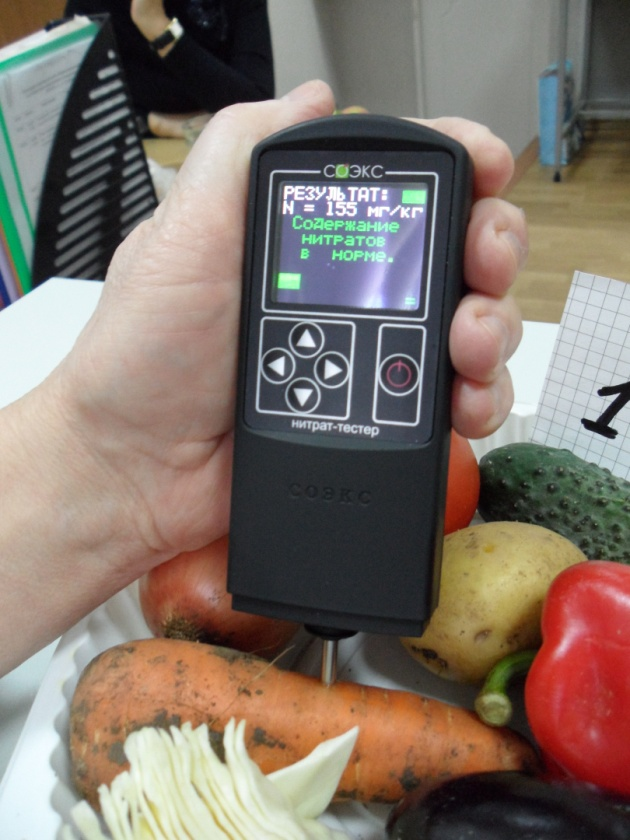 СОЭКС
РЕЗУЛЬТАТ:
N = 155 мг/кг
Содержание
нитратов
в норме.
нитрат-тестер
СОЭКС
1